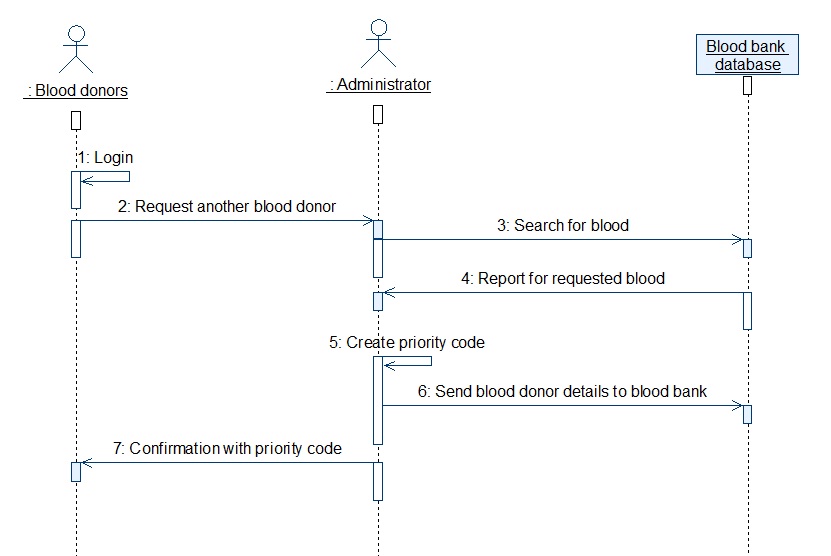 : Blood donors
: Administrator
Blood bank
database
1: Login
2: Request another blood donor
3: Search for blood
4: Report for requested blood
5: Create priority code
6: Send blood donor details to blood bank
7: Confirmation with priority code